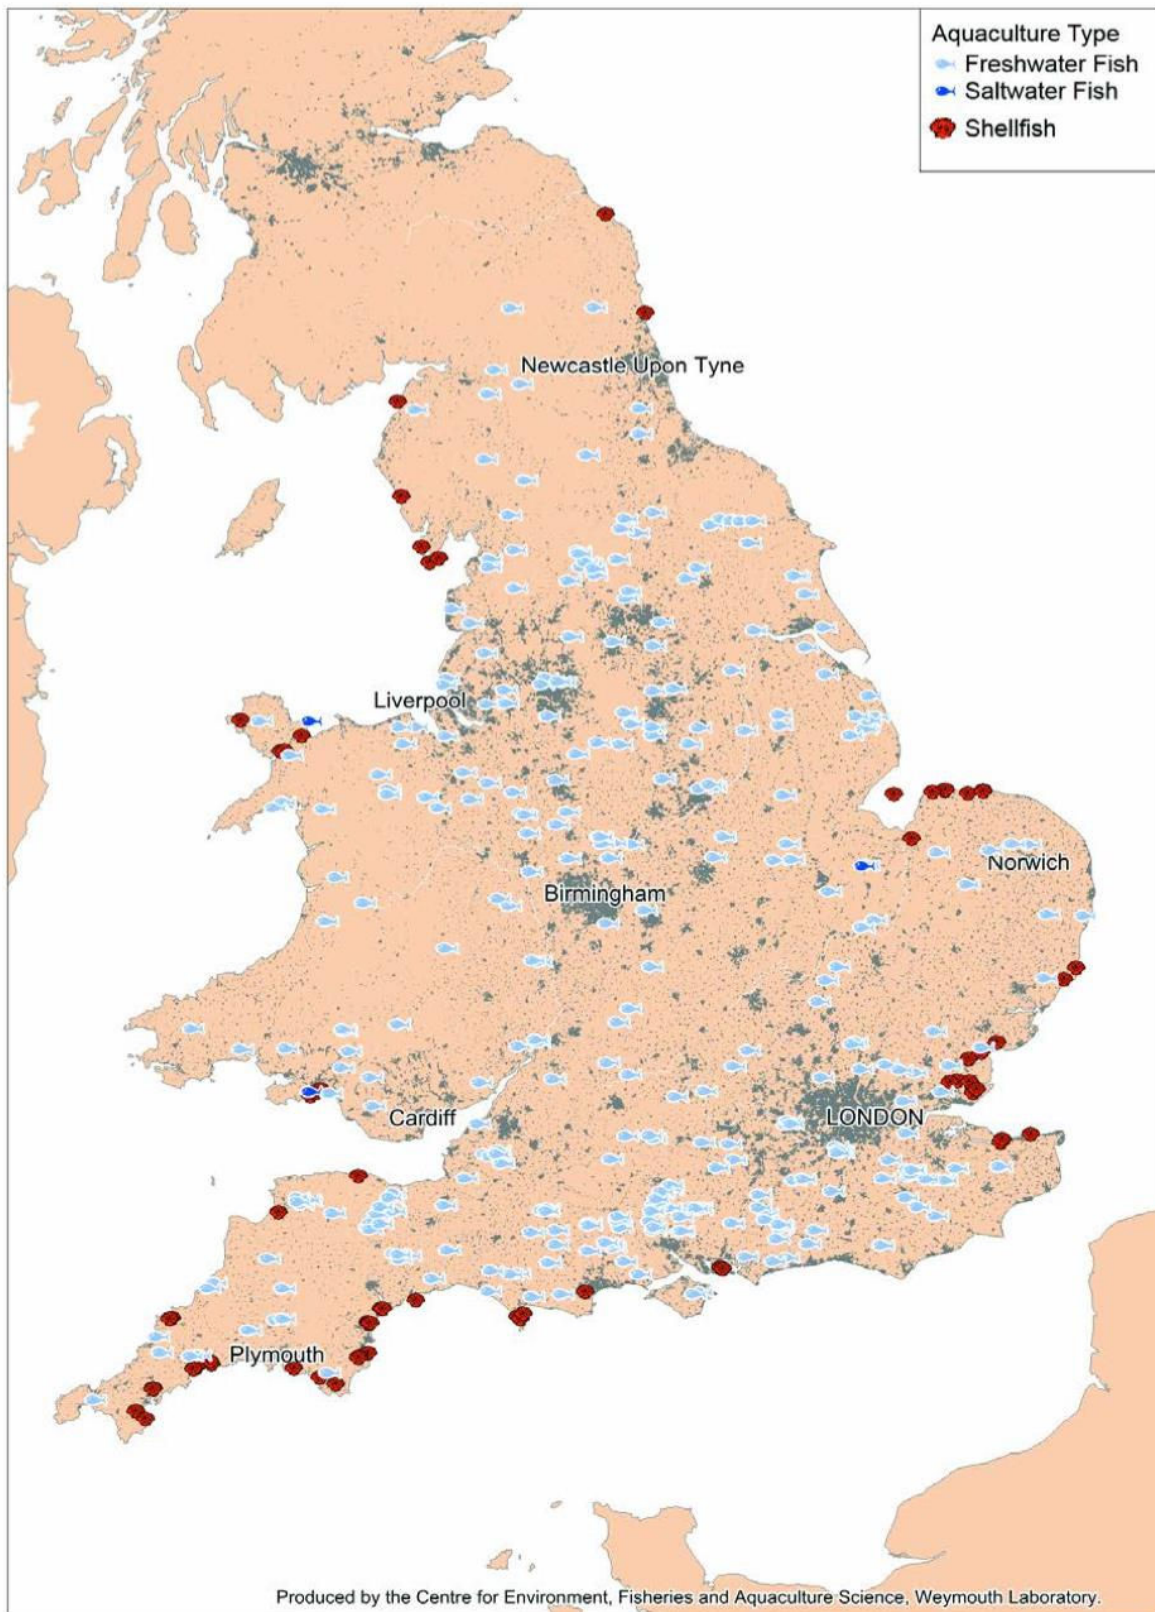 Aquaculture Type
Freshwater Fish
Saltwater Fish
Shellfish
Newcastle Upon Tyne
Liverpool
Norwich
Birmingham
Cardiff
LONDON
Plymouth
Produced by the Centre for Environment, Fisheries and Aquaculture Science, Weymouth Laboratory.